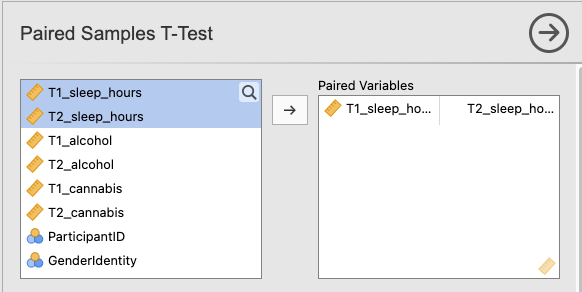 Paired Samples T-Test
T1_sleep_hours
T2_sleep_hours
T1_alcohol
T2_alcohol
T1_cannabis
T2_cannabis
ParticipantID
GenderIdentity
Paired Variables
T1_sleep_ho... T2_sleep_ho...